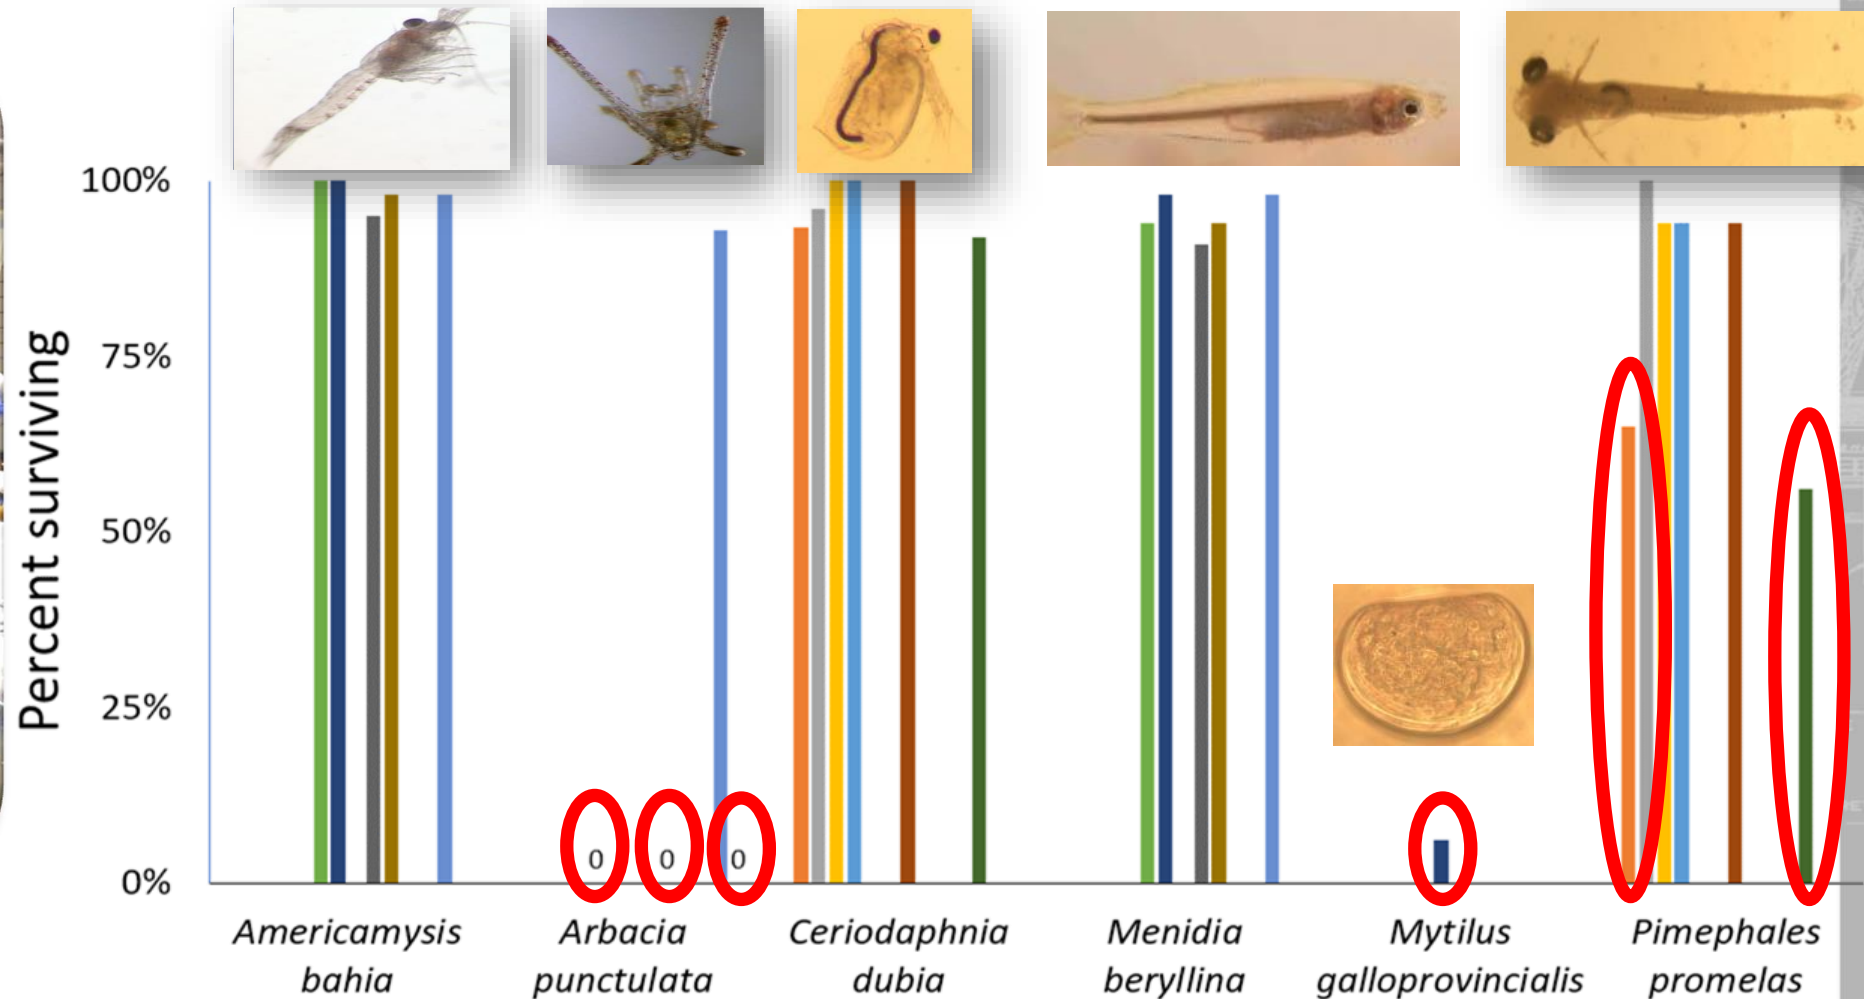 Percent surviving
100%
75%
50%
25%
0%
0
0
0
Americamysis
bahia
Arbacia
punctulata
Ceriodaphnia
dubia
Menidia
beryllina
Mytilus
galloprovincialis
Pimephales
promelas